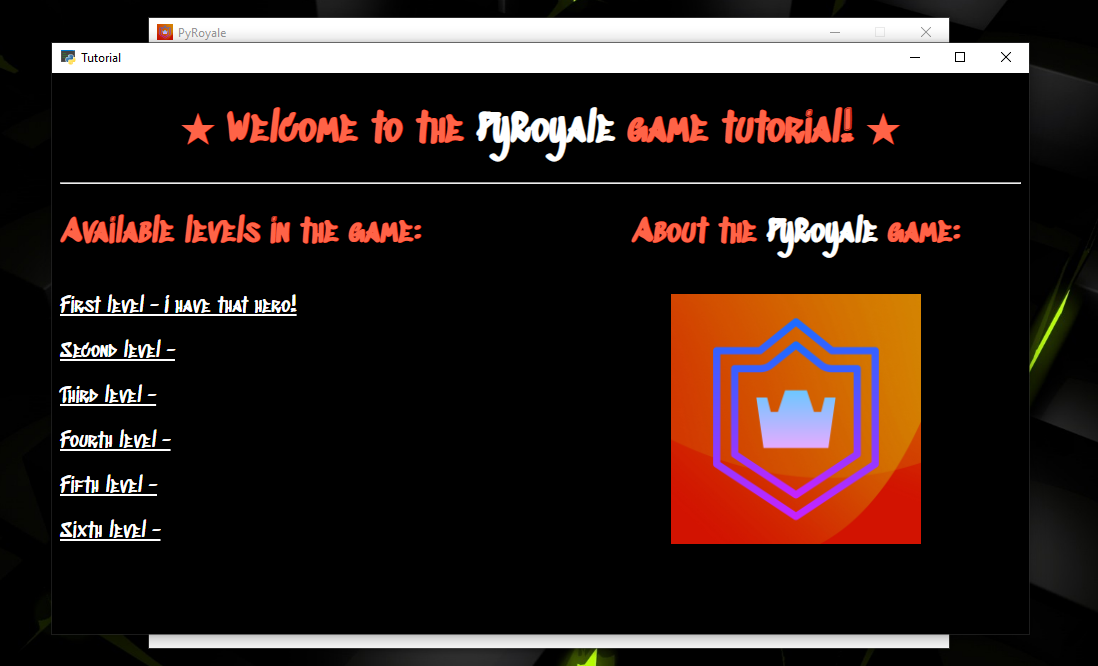 PyRoyale
Tutorial
★ Welcome to the PyRoyale game tutorial! ★
Available levels in the game:
About the PyRoyale game:
First level - i have that hero!
Second level -
Third level -
Fourth level -
Fifth level -
Sixth level -